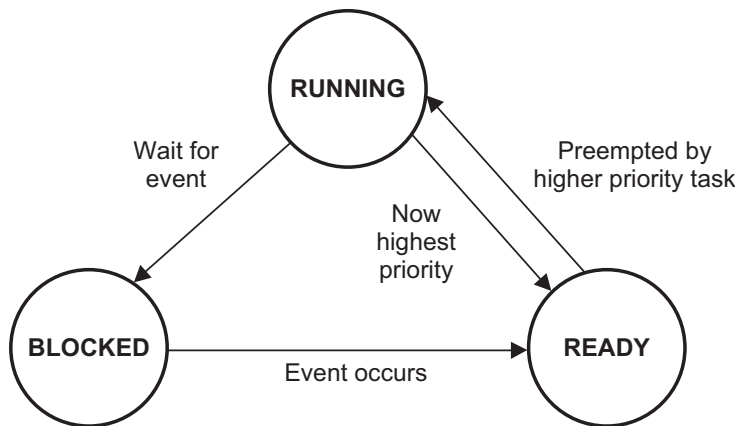 RUNNING
Wait for
event
Preempted by
higher priority task
Now
highest
priority
BLOCKED
READY
Event occurs